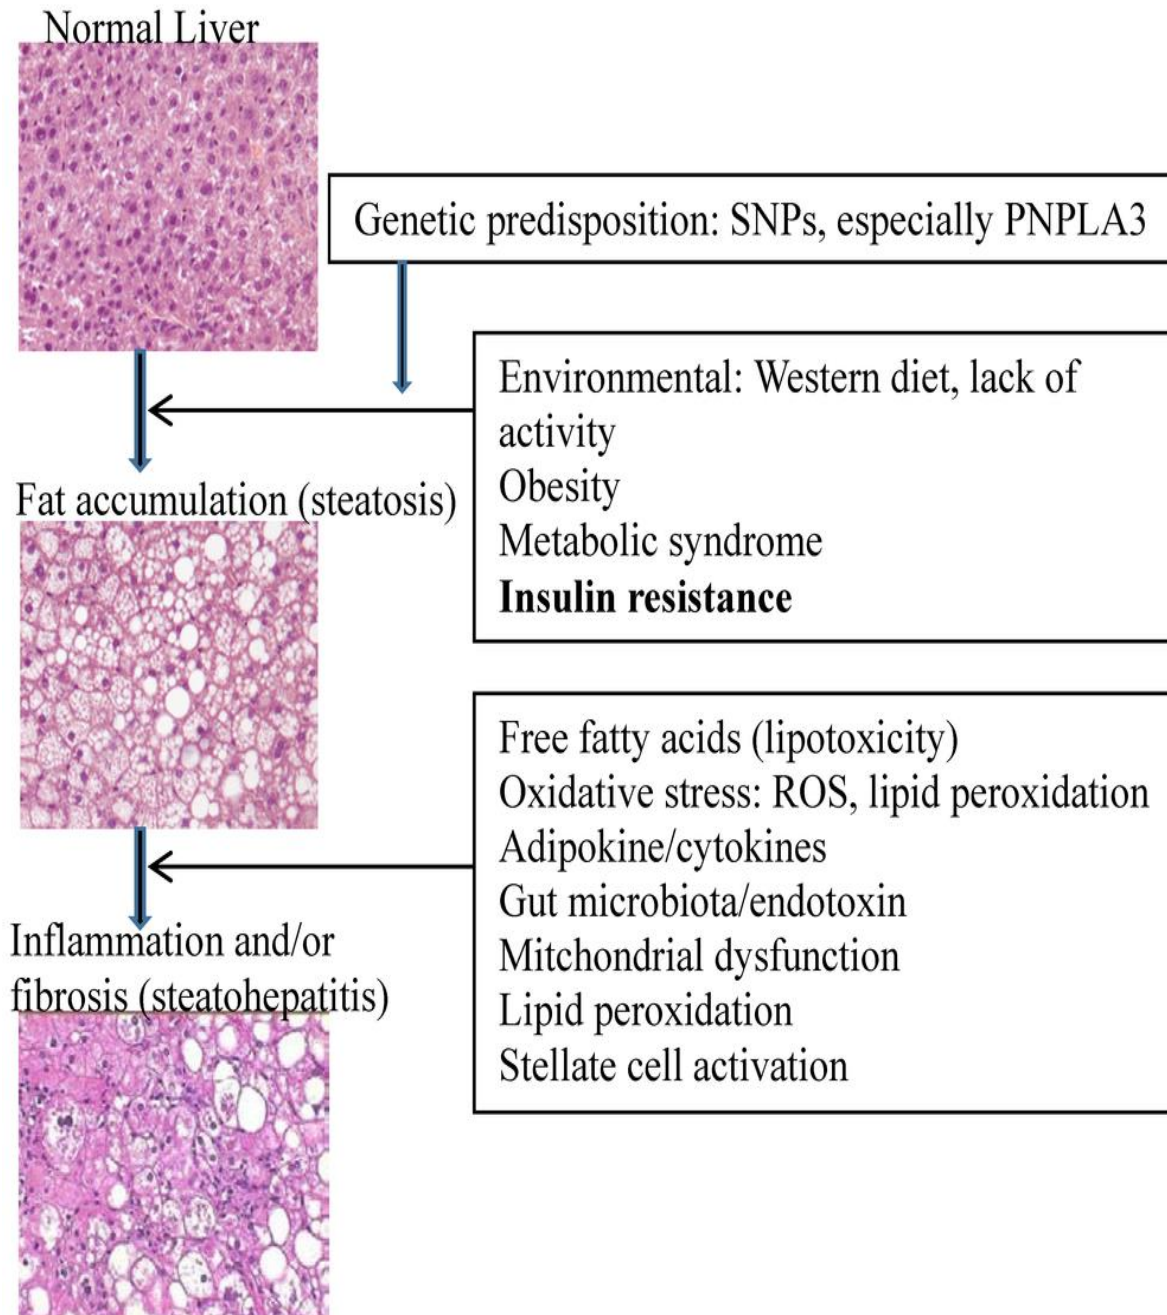 Normal Liver
Genetic predisposition: SNPs, especially PNPLA3
Environmental: Western diet, lack of
activity
Obesity
Metabolic syndrome
Insulin resistance
Fat accumulation (steatosis)
Free fatty acids (lipotoxicity)
Oxidative stress: ROS, lipid peroxidation
Adipokine/cytokines
Gut microbiota/endotoxin
Mitchondrial dysfunction
Lipid peroxidation
Stellate cell activation
Inflammation and/or
fibrosis (steatohepatitis)